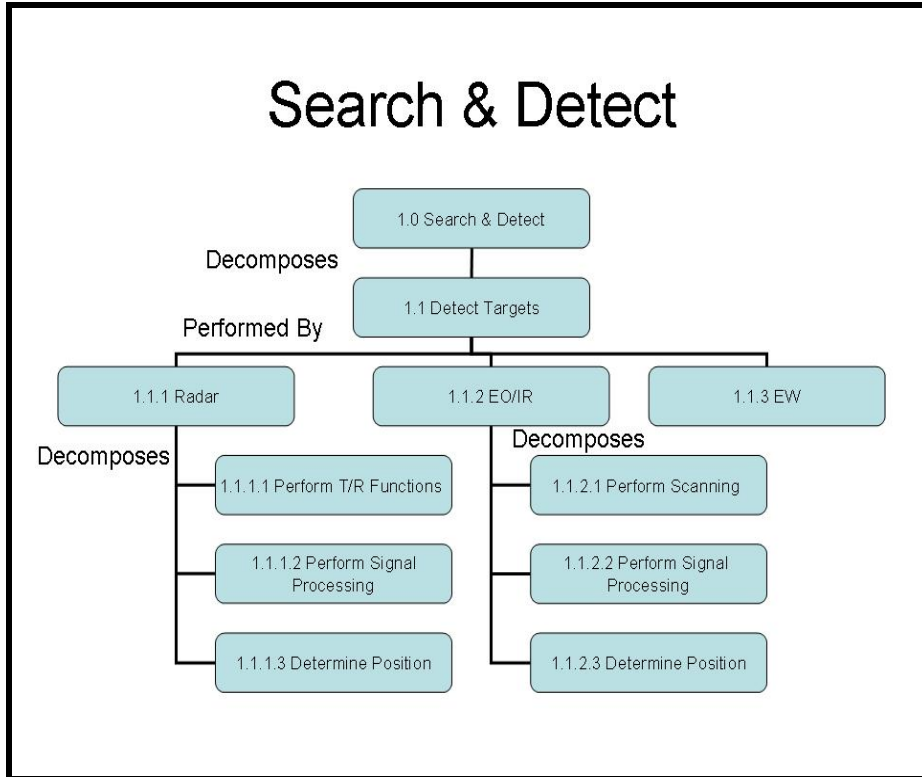 Search & Detect
1.0 Search & Detect
Decomposes
1.1 Detect Targets
Performed By
1.1.1 Radar
1.1.2 EO/IR
1.1.3 EW
Decomposes
Decomposes
1.1.1.1 Perform T/R Functions
1.1.2.1 Perform Scanning
1.1.1.2 Perform Signal
Processing
1.1.2.2 Perform Signal
Processing
1.1.1.3 Determine Position
1.1.2.3 Determine Position